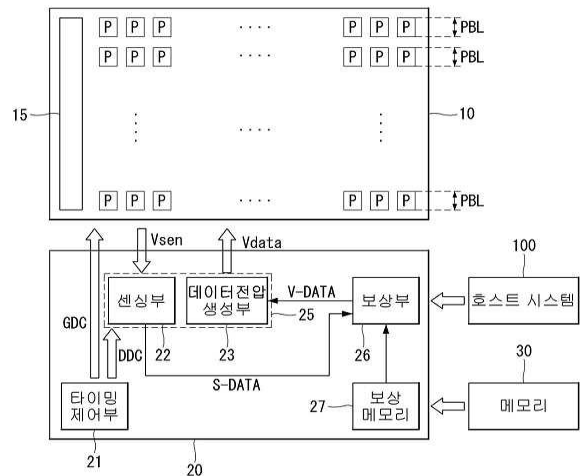 P P P ···· P P P PBL
P P P ···· P P P PBL
15
10
P P P ···· P P P PBL
Vsen
Vdata
100
GDC
DDC
센싱부
데이터전압
생성부
V-DATA
보상부
호스트 시스템
22
23
25
26
S-DATA
30
타이밍
제어부
27
보상
메모리
메모리
21
20